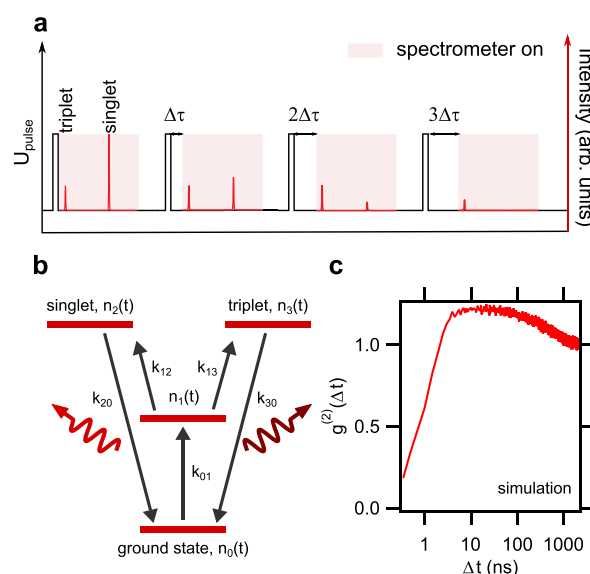 a
spectrometer on
U_pulse
triplet
singlet
Δτ
2Δτ
3Δτ
Intensity (arb. units)
b
singlet, n₂(t)
triplet, n₃(t)
k₁₂
k₁₃
n₁(t)
k₂₀
k₃₀
k₀₁
ground state, n₀(t)
c
g⁽²⁾(Δt)
1.0
0.5
0.0
simulation
1
10
100
1000
Δt (ns)